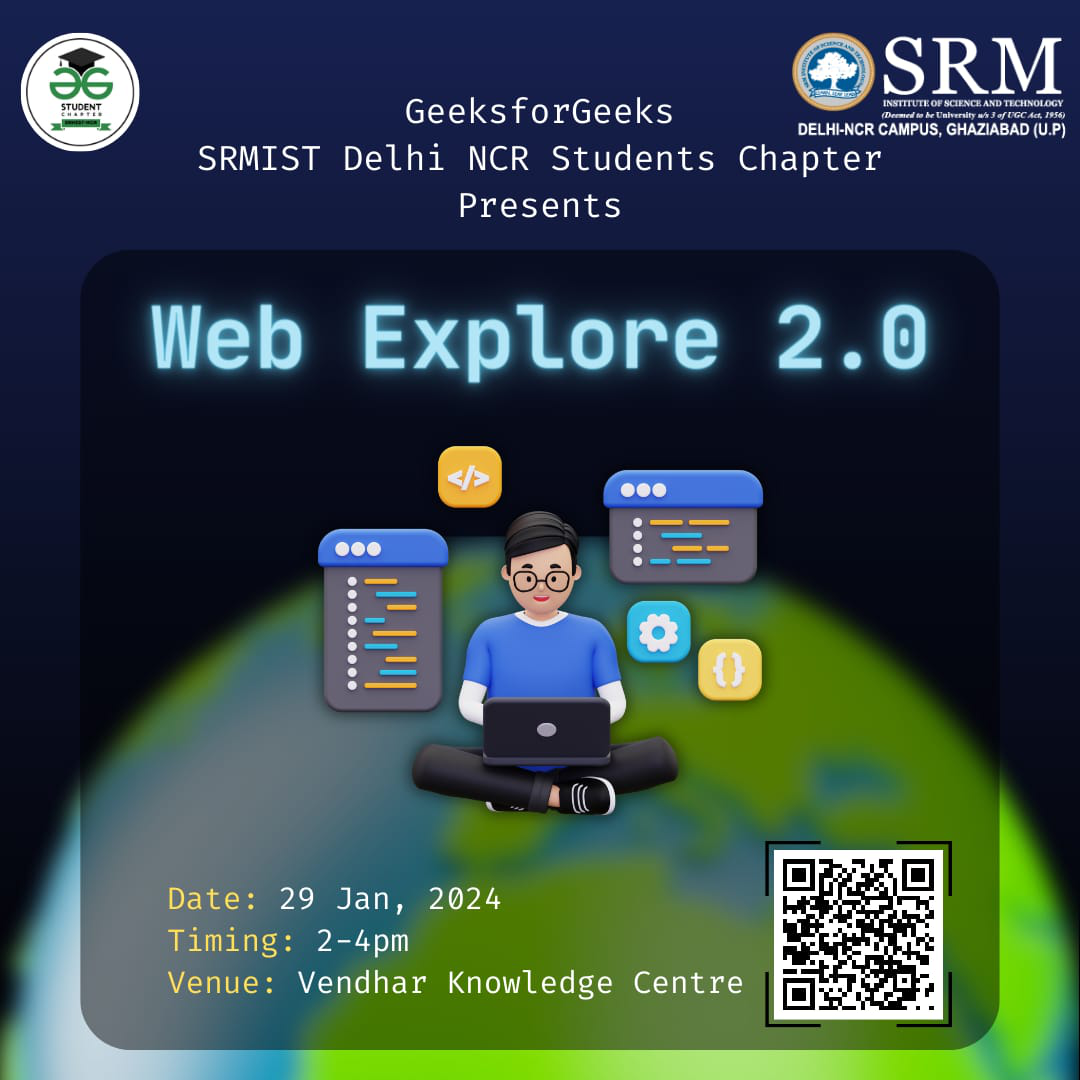 STUDENT
CHAPTER
SRM
INSTITUTE OF SCIENCE AND TECHNOLOGY
(Deemed to be University u/s 3 of UGC Act, 1956)
DELHI-NCR CAMPUS, GHAZIABAD (U.P)
GeeksforGeeks
SRMIST Delhi NCR Students Chapter
Presents
Web Explore 2.0
</>
{}
Date: 29 Jan, 2024
Timing: 2-4pm
Venue: Vendhar Knowledge Centre